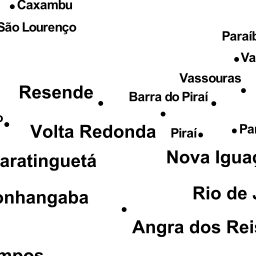 Caxambu
São Lourenço
Paraíb
Va
Vassouras
Resende
Barra do Piraí
Volta Redonda
Piraí
Par
aratinguetá
Nova Iguaç
onhangaba
Rio de J
Angra dos Reis
mpos